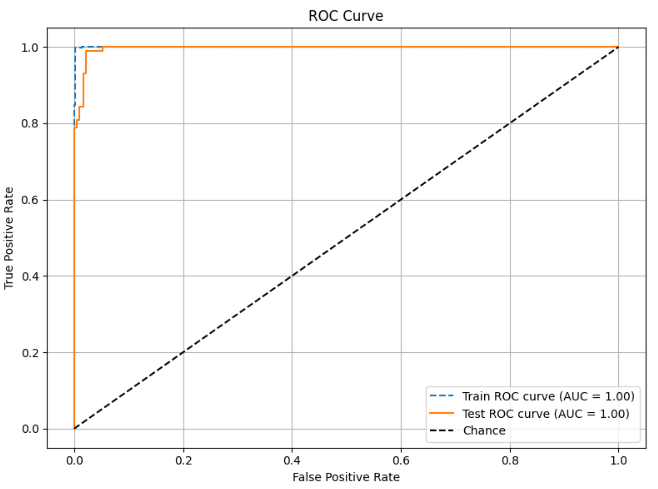 ROC Curve
True Positive Rate
1.0
0.8
0.6
0.4
0.2
0.0
Train ROC curve (AUC = 1.00)
Test ROC curve (AUC = 1.00)
Chance
0.0 0.2 0.4 0.6 0.8 1.0
False Positive Rate